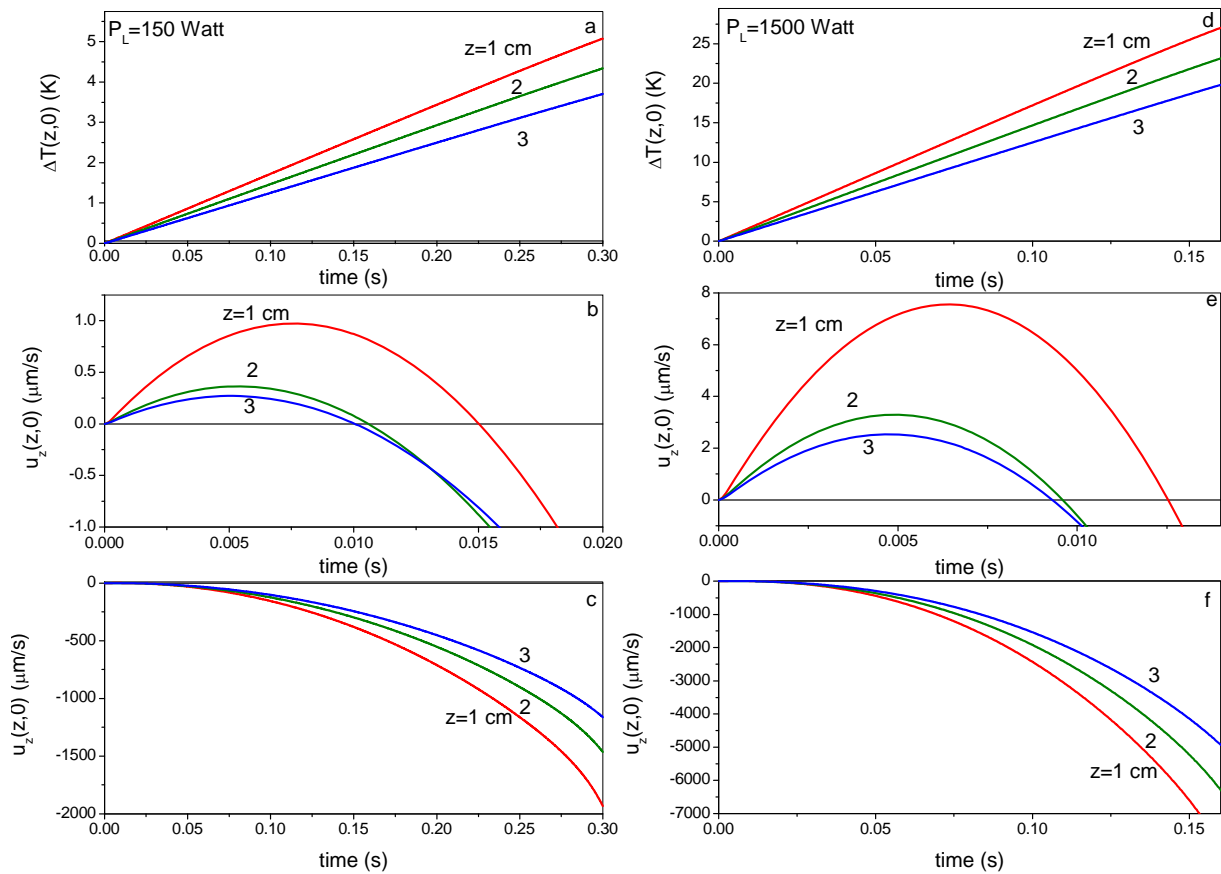 P_L=150 Watt
a
z=1 cm
2
3
5
4
3
2
1
0
ΔT(z,0) (K)
0.00 0.05 0.10 0.15 0.20 0.25 0.30
time (s)
P_L=1500 Watt
d
z=1 cm
2
3
25
20
15
10
5
0
ΔT(z,0) (K)
0.00 0.05 0.10 0.15
time (s)
b
z=1 cm
2
3
1.0
0.5
0.0
-0.5
-1.0
u_z(z,0) (μm/s)
0.000 0.005 0.010 0.015 0.020
time (s)
e
z=1 cm
2
3
8
6
4
2
0
u_z(z,0) (μm/s)
0.000 0.005 0.010
time (s)
c
3
2
z=1 cm
0
-500
-1000
-1500
-2000
u_z(z,0) (μm/s)
0.00 0.05 0.10 0.15 0.20 0.25 0.30
time (s)
f
3
2
z=1 cm
0
-1000
-2000
-3000
-4000
-5000
-6000
-7000
u_z(z,0) (μm/s)
0.00 0.05 0.10 0.15
time (s)